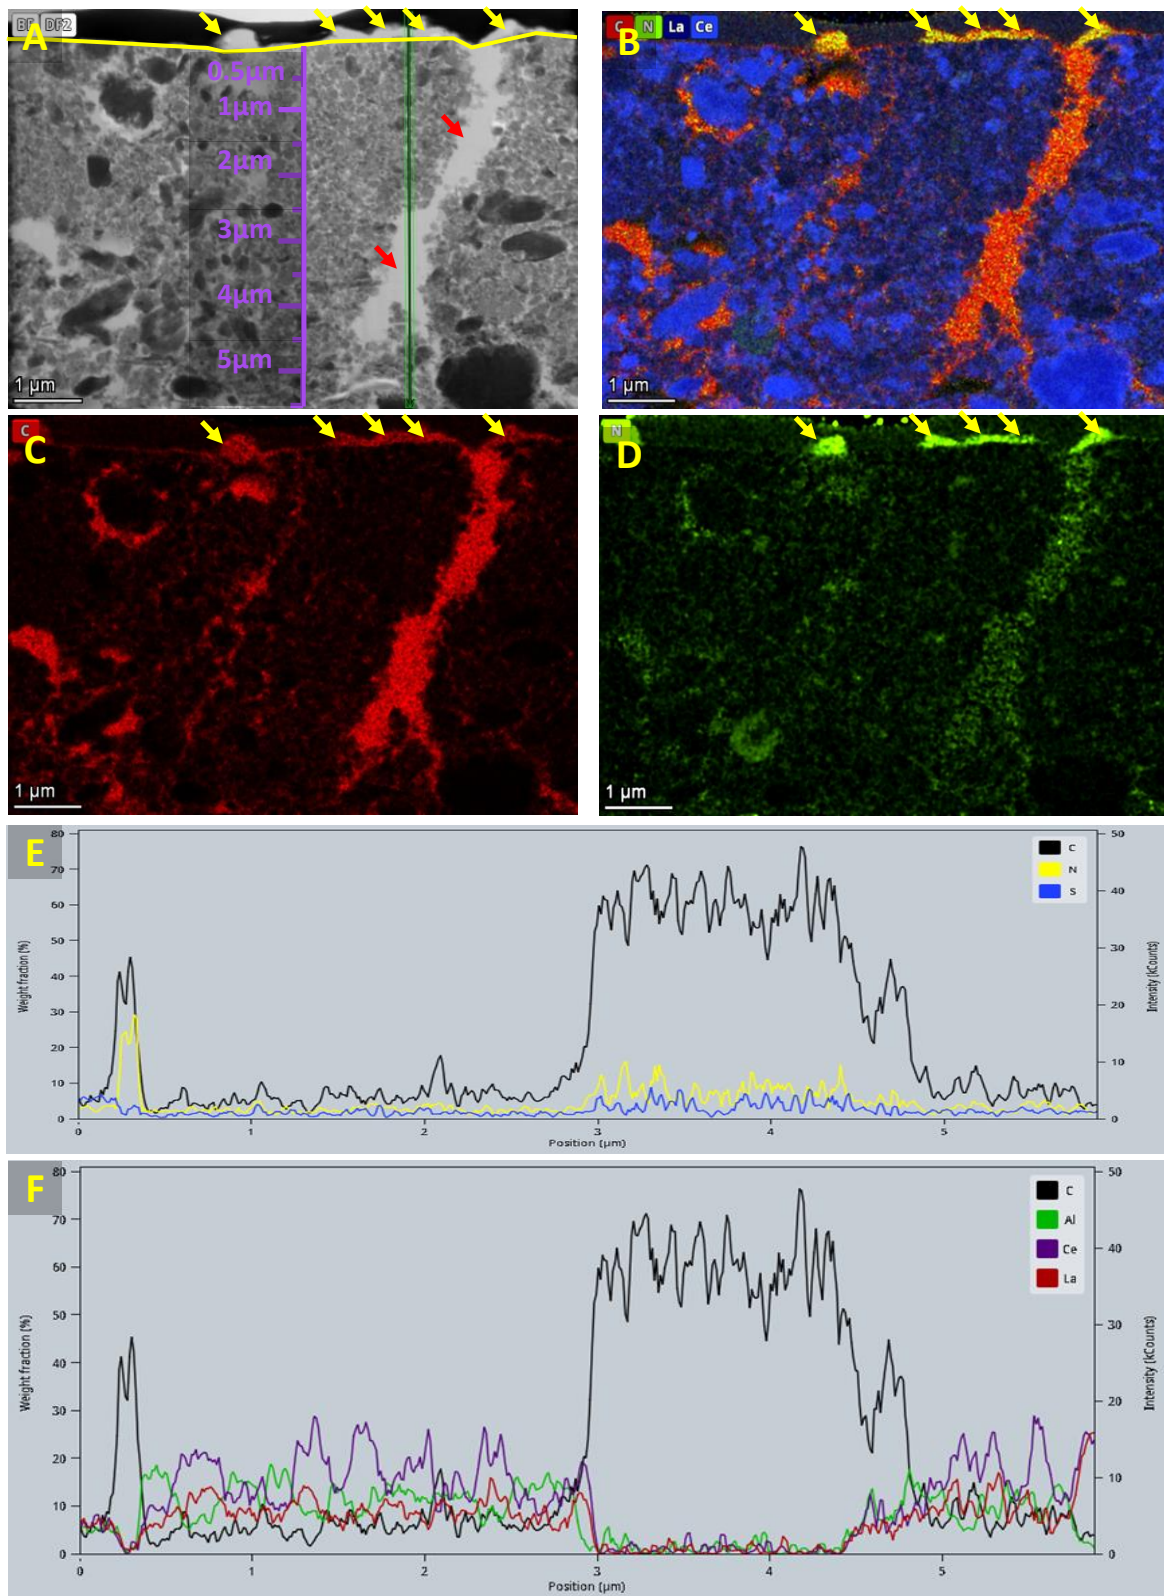 BF DF2
A
0.5µm
1µm
2µm
3µm
4µm
5µm
1 µm
C N La Ce
B
1 µm
C
C
1 µm
N
D
1 µm
E
80
70
60
50
40
30
20
10
0
Weight fraction (%)
50
40
30
20
10
0
Intensity (kCounts)
C
N
S
0 1 2 3 4 5
Position (µm)
F
80
70
60
50
40
30
20
10
0
Weight fraction (%)
50
40
30
20
10
0
Intensity (kCounts)
C
Al
Ce
La
0 1 2 3 4 5
Position (µm)